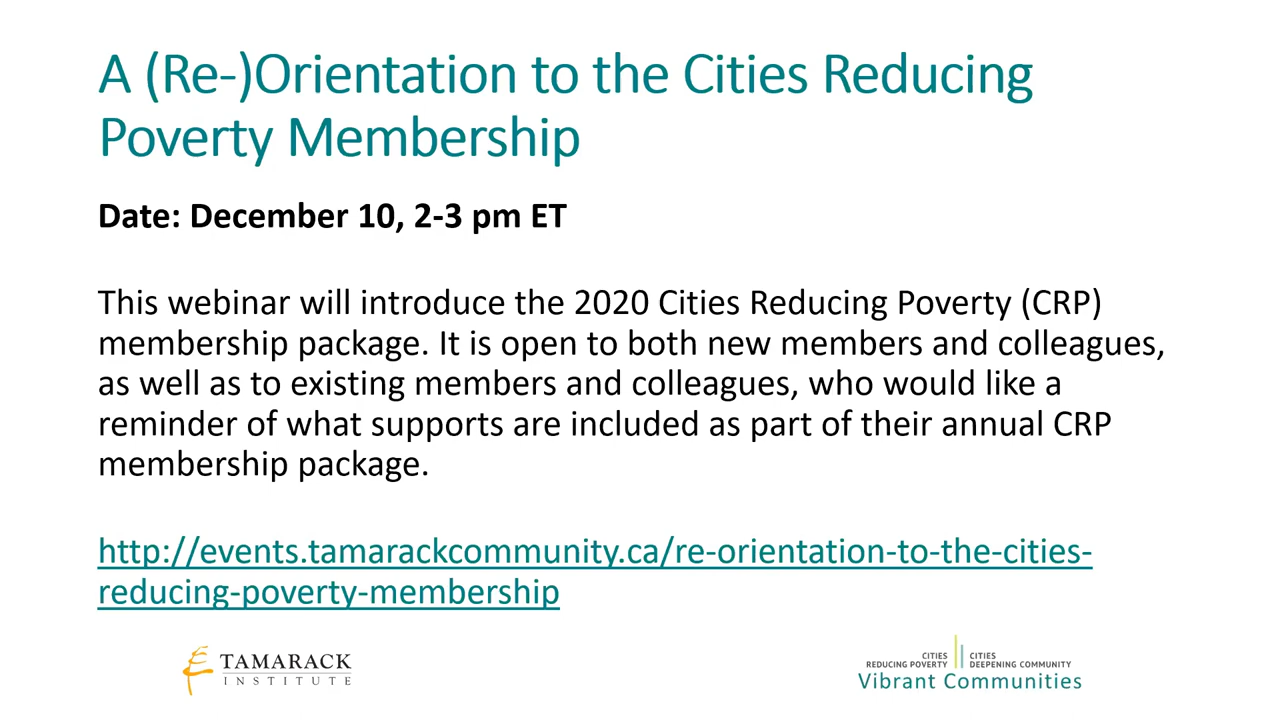 A (Re-)Orientation to the Cities Reducing
Poverty Membership
Date: December 10, 2-3 pm ET
This webinar will introduce the 2020 Cities Reducing Poverty (CRP)
membership package. It is open to both new members and colleagues,
as well as to existing members and colleagues, who would like a
reminder of what supports are included as part of their annual CRP
membership package.
http://events.tamarackcommunity.ca/re-orientation-to-the-cities-
reducing-poverty-membership
TAMARACK
INSTITUTE
CITIES
REDUCING POVERTY
CITIES
DEEPENING COMMUNITY
Vibrant Communities